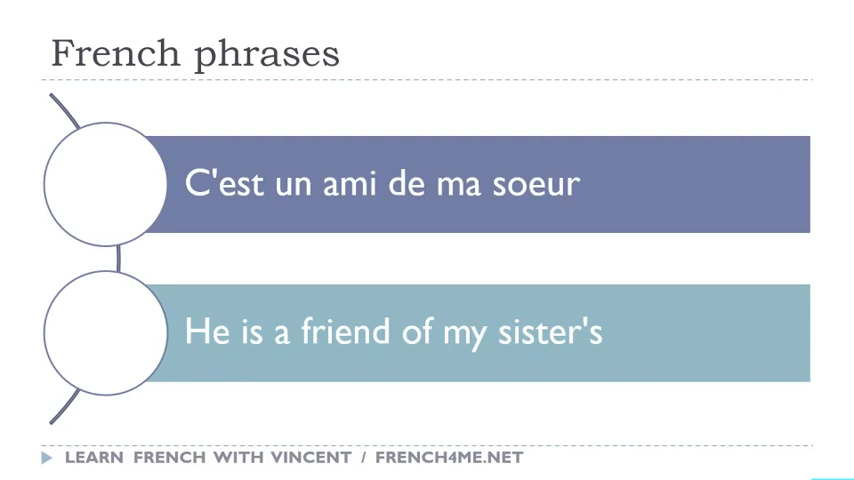 French phrases
C'est un ami de ma soeur
He is a friend of my sister's
LEARN FRENCH WITH VINCENT / FRENCH4ME.NET